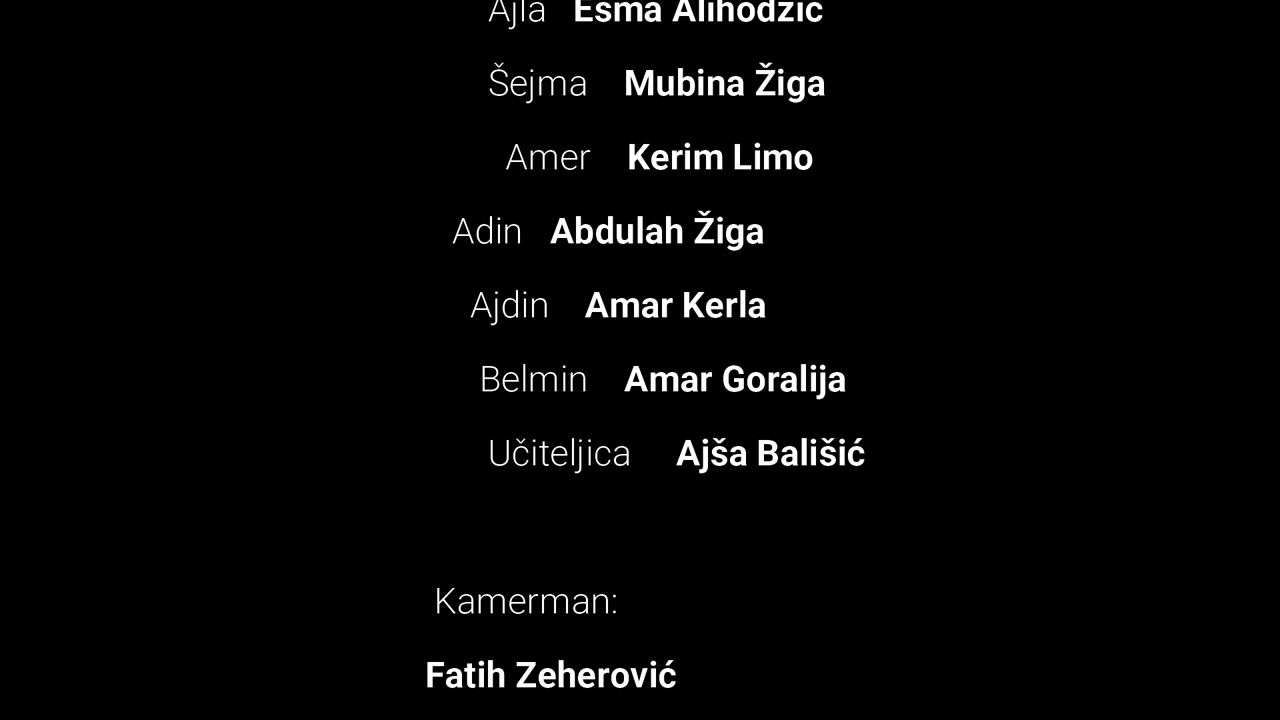 Ajla Esma Alihodžić
Šejma Mubina Žiga
Amer Kerim Limo
Adin Abdulah Žiga
Ajdin Amar Kerla
Belmin Amar Goralija
Učiteljica Ajša Bališić
Kamerman:
Fatih Zeherović